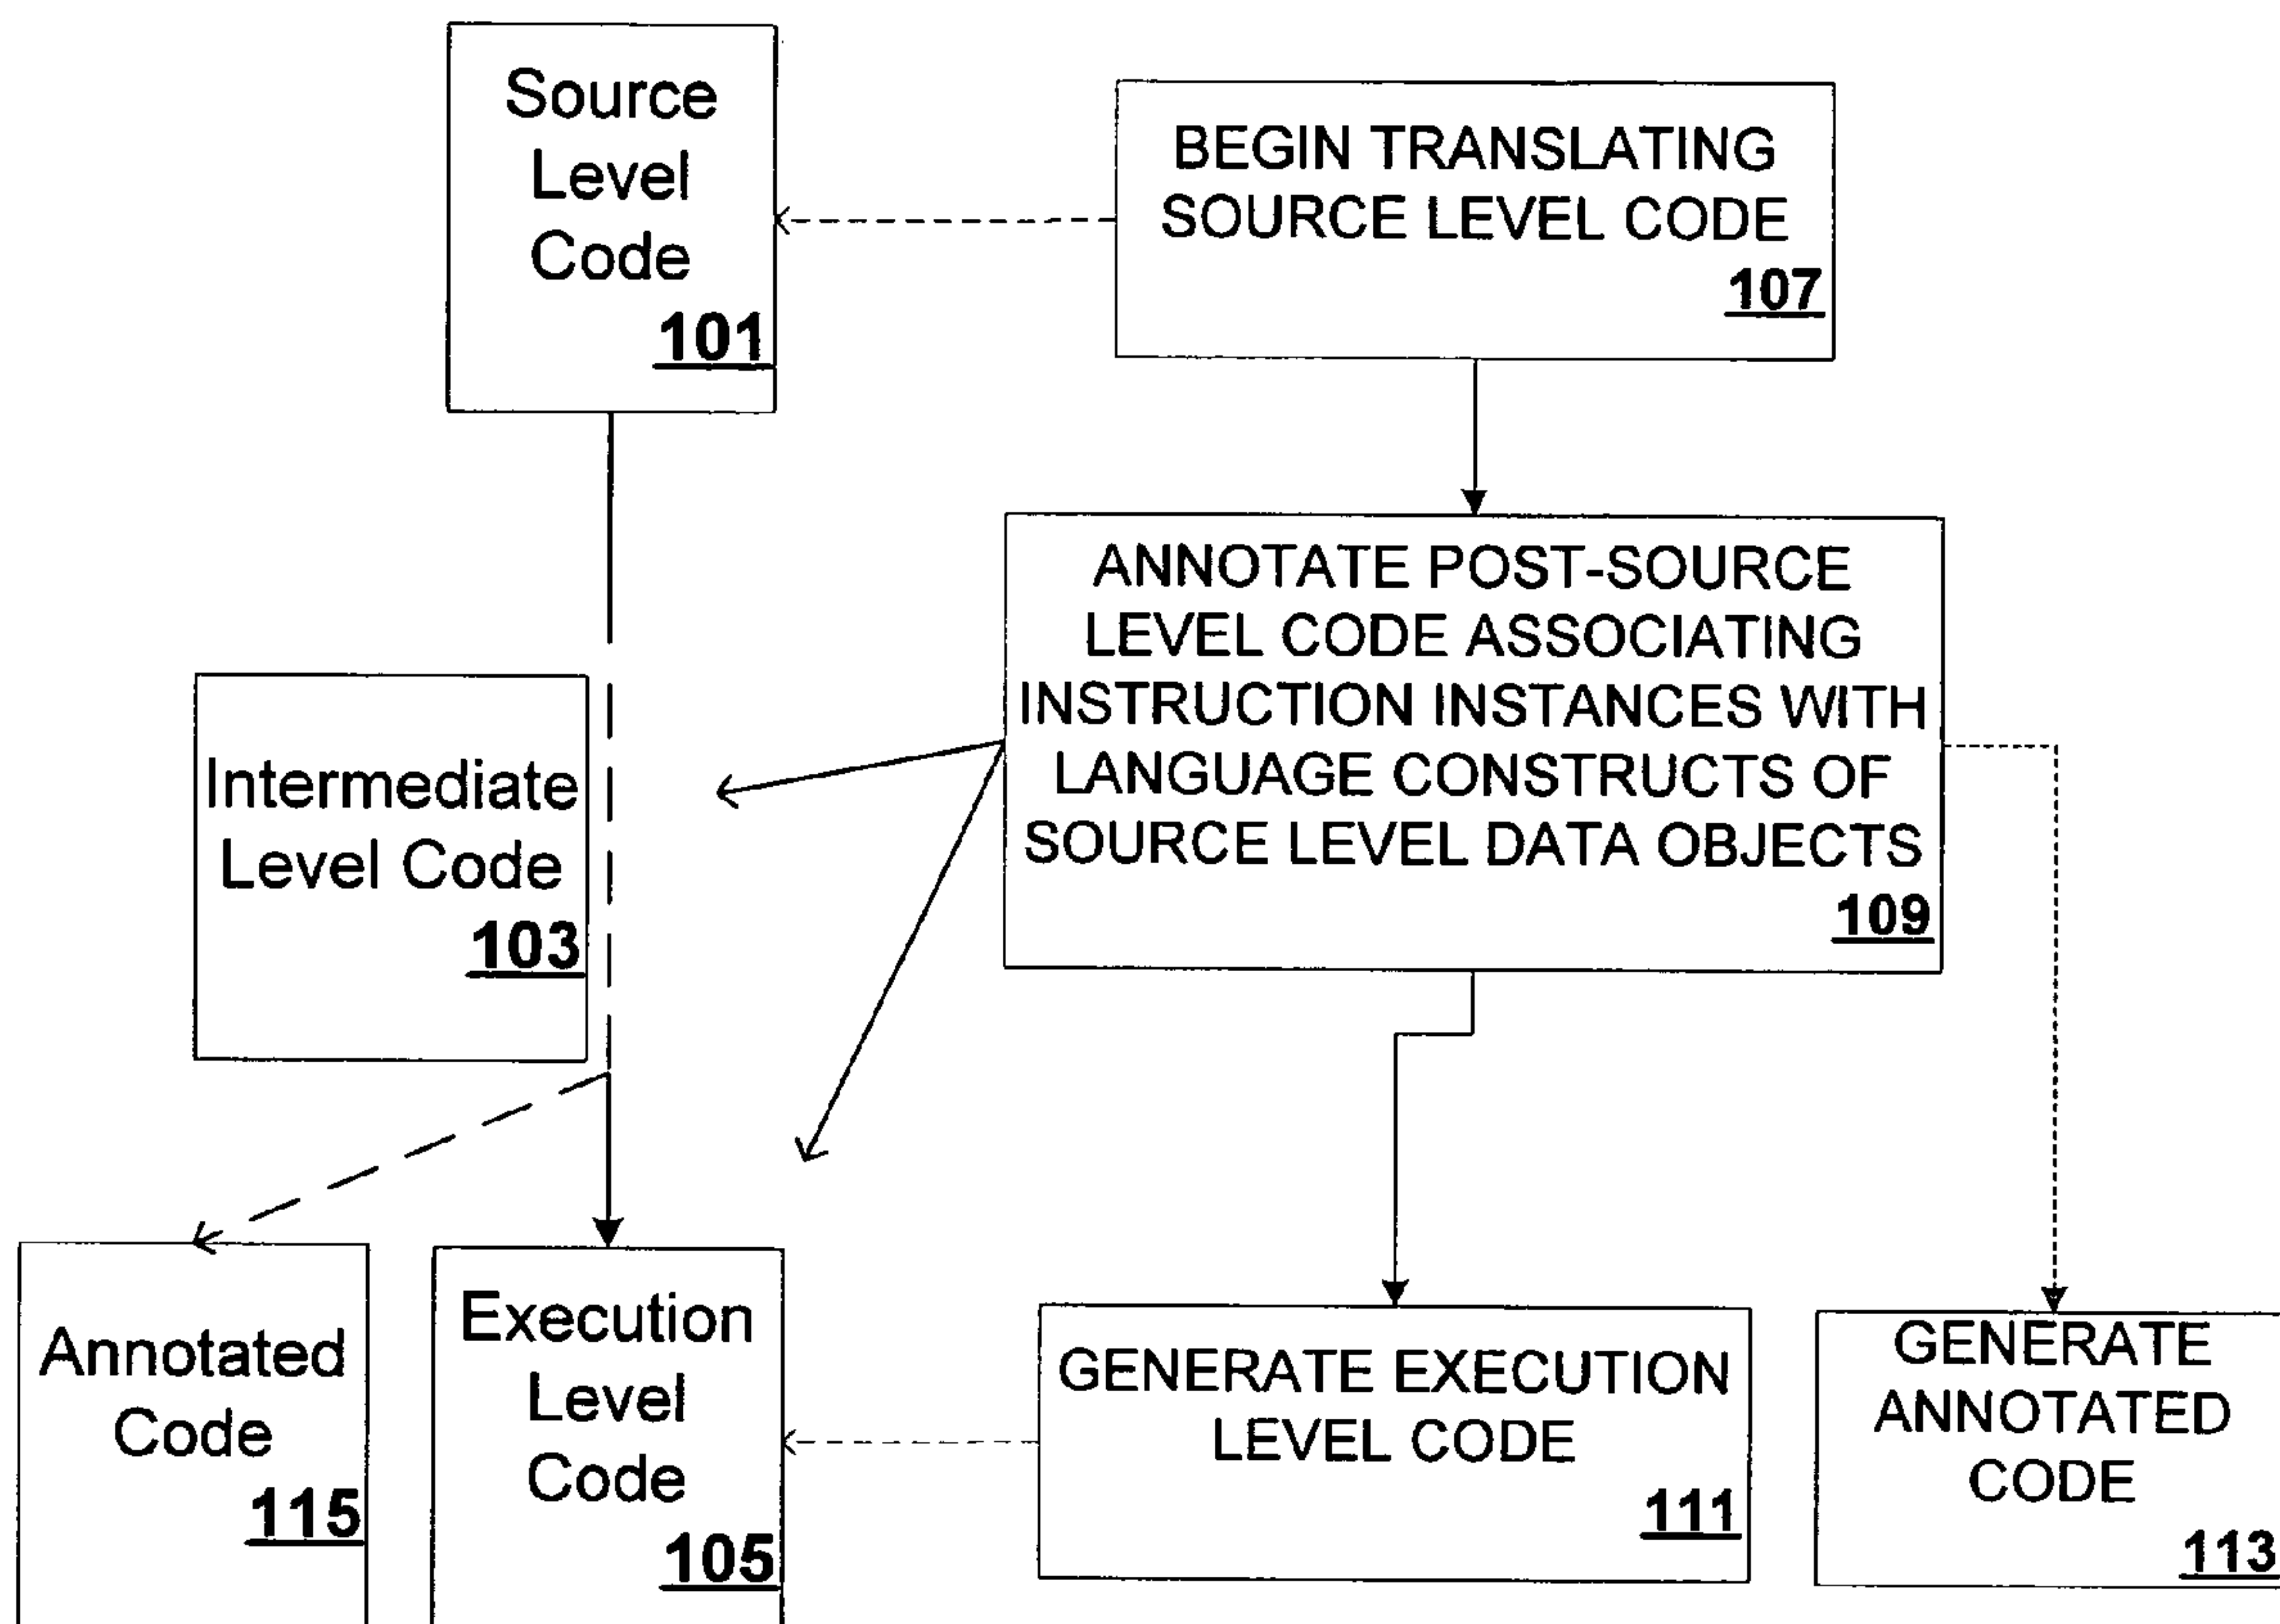 Source
Level
Code
101
BEGIN TRANSLATING
SOURCE LEVEL CODE
107
ANNOTATE POST-SOURCE
LEVEL CODE ASSOCIATING
INSTRUCTION INSTANCES WITH
LANGUAGE CONSTRUCTS OF
SOURCE LEVEL DATA OBJECTS
109
Intermediate
Level Code
103
Annotated
Code
115
Execution
Level
Code
105
GENERATE EXECUTION
LEVEL CODE
111
GENERATE
ANNOTATED
CODE
113